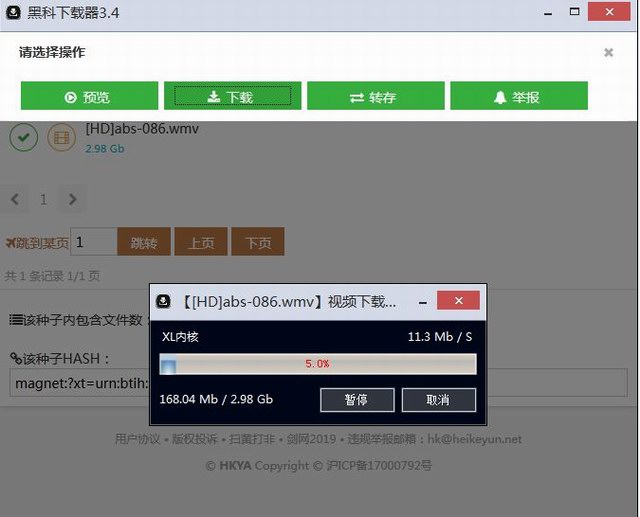 黑科下载器3.4
请选择操作
预览
下载
转存
举报
[HD]abs-086.wmv
2.98 Gb
1
跳到某页 1 跳转 上页 下页
共 1 条记录 1/1 页
【[HD]abs-086.wmv】视频下载...
该种子内包含文件数：
XL内核 11.3 Mb / S
5.0%
该种子HASH：
magnet:?xt=urn:btih:
168.04 Mb / 2.98 Gb 暂停 取消
用户协议 • 版权投诉 • 扫黄打非 • 剑网2019 • 违规举报邮箱：hk@heikeyun.net
© HKYA Copyright © 沪ICP备17000792号